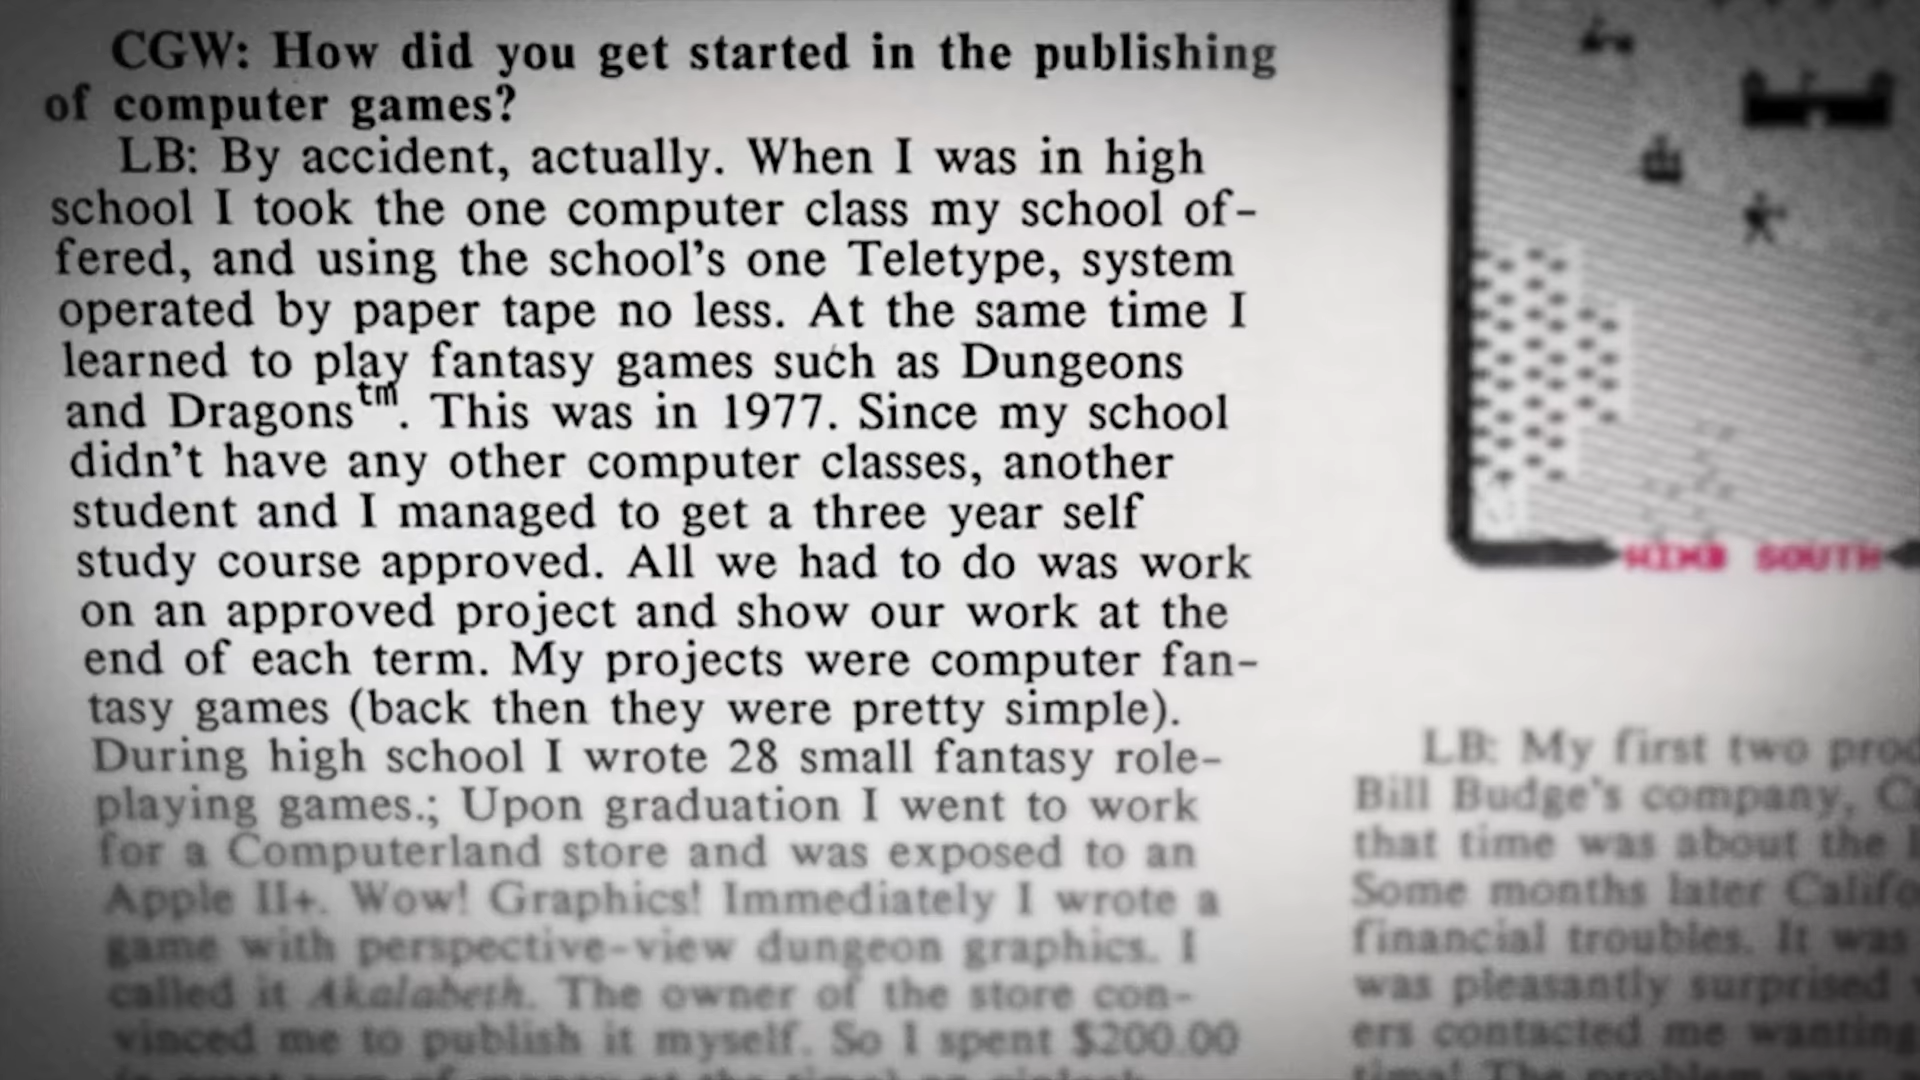 CGW: How did you get started in the publishing
of computer games?
LB: By accident, actually. When I was in high
school I took the one computer class my school of-
fered, and using the school's one Teletype, system
operated by paper tape no less. At the same time I
learned to play fantasy games such as Dungeons
and Dragons™. This was in 1977. Since my school
didn't have any other computer classes, another
student and I managed to get a three year self
study course approved. All we had to do was work
on an approved project and show our work at the
end of each term. My projects were computer fan-
tasy games (back then they were pretty simple).
During high school I wrote 28 small fantasy role-
playing games.; Upon graduation I went to work
for a Computerland store and was exposed to an
Apple II+. Wow! Graphics! Immediately I wrote a
game with perspective-view dungeon graphics. I
called it Akalabeth. The owner of the store con-
vinced me to publish it myself. So I spent $200.00
WIND SOUTH
LB: My first two
Bill Budge's company,
that time was about the
Some months later
financial troubles. It was
was pleasantly surprised
ers contacted me wanting
time! The problem was